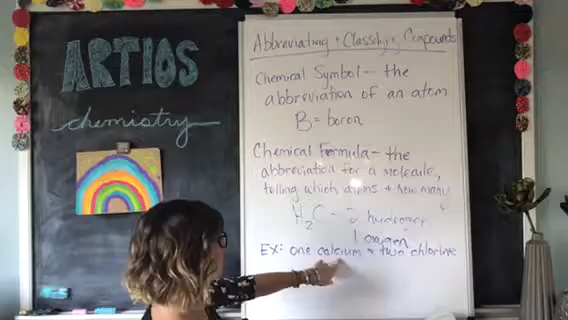 ARTIOS
chemistry
Abbreviating + Classifying Compounds
Chemical Symbol - the
abbreviation of an atom
B = boron
Chemical Formula - the
abbreviation for a molecule,
telling which atoms + how many
H₂C - 2 hydrogen
1 oxygen
EX: one calcium + two chlorine